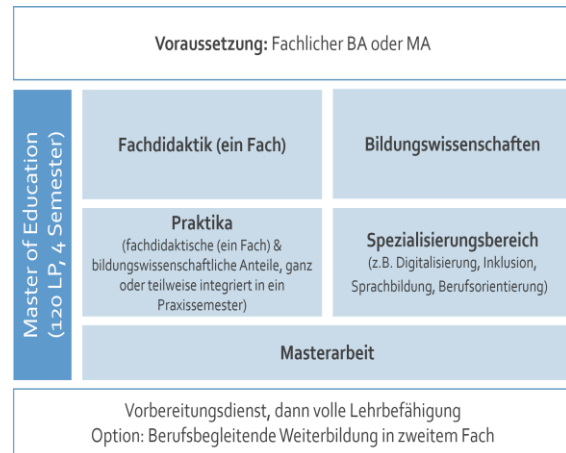 Voraussetzung: Fachlicher BA oder MA
Master of Education
(120 LP, 4 Semester)
Fachdidaktik (ein Fach)
Bildungswissenschaften
Praktika
(fachdidaktische (ein Fach) &
bildungswissenschaftliche Anteile, ganz
oder teilweise integriert in ein
Praxissemester)
Spezialisierungsbereich
(z.B. Digitalisierung, Inklusion,
Sprachbildung, Berufsorientierung)
Masterarbeit
Vorbereitungsdienst, dann volle Lehrbefähigung
Option: Berufsbegleitende Weiterbildung in zweitem Fach